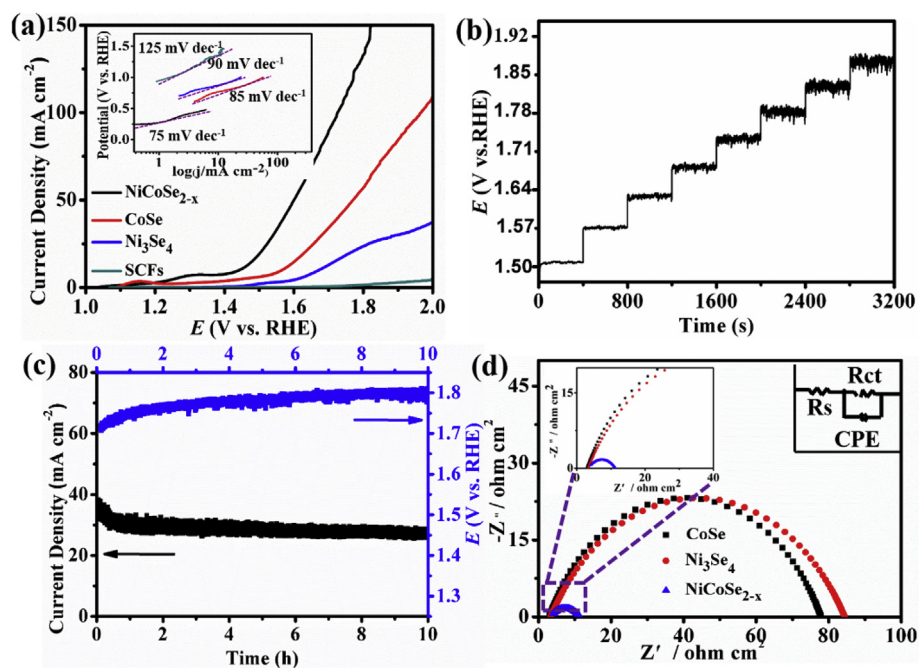 (a)
150
100
50
0
Current Density (mA cm⁻²)
1.0 1.2 1.4 1.6 1.8 2.0
E (V vs. RHE)
NiCoSe₂₋ₓ
CoSe
Ni₃Se₄
SCFs
Potential (V vs. RHE)
1.5
1.0
0.5
0.0
125 mV dec⁻¹
90 mV dec⁻¹
85 mV dec⁻¹
75 mV dec⁻¹
1 10 100
log(j/mA cm⁻²)
(b)
1.92
1.85
1.78
1.71
1.64
1.57
1.50
E (V vs.RHE)
0 800 1600 2400 3200
Time (s)
(c)
0 2 4 6 8 10
80
60
40
20
0
Current Density (mA cm⁻²)
1.8
1.7
1.6
1.5
1.4
1.3
E (V vs. RHE)
0 2 4 6 8 10
Time (h)
(d)
45
30
15
0
-Z'' / ohm cm²
0 20 40 60 80 100
Z' / ohm cm²
15
0
-Z'' / ohm cm²
0 20 40
Z' / ohm cm²
Rct
Rs
CPE
CoSe
Ni₃Se₄
NiCoSe₂₋ₓ